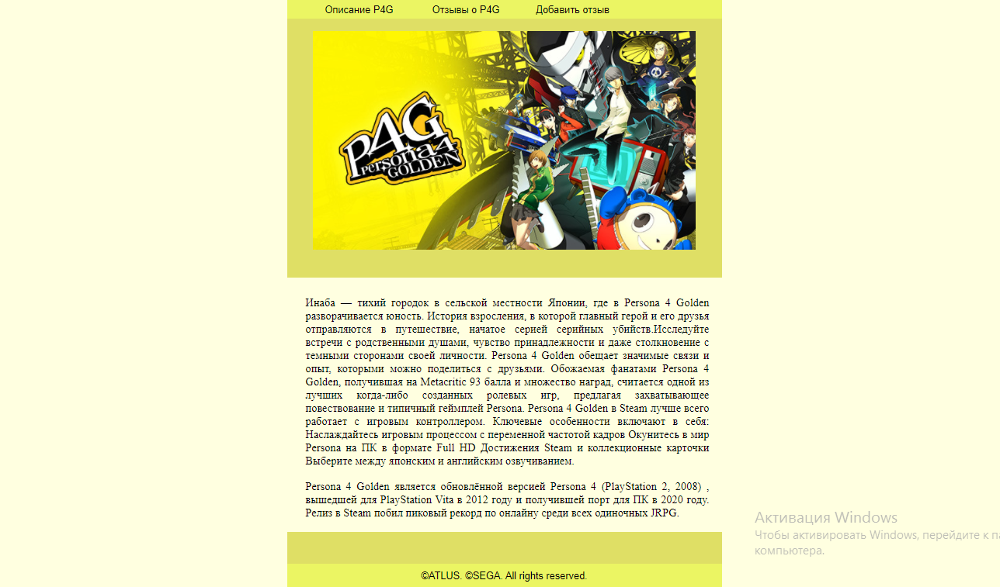 Описание P4G Отзывы о P4G Добавить отзыв
P4G
Persona 4
GOLDEN
Инаба — тихий городок в сельской местности Японии, где в Persona 4 Golden
разворачивается юность. История взросления, в которой главный герой и его друзья
отправляются в путешествие, начатое серией серийных убийств.Исследуйте
встречи с родственными душами, чувство принадлежности и даже столкновение с
темными сторонами своей личности. Persona 4 Golden обещает значимые связи и
опыт, которыми можно поделиться с друзьями. Обожаемая фанатами Persona 4
Golden, получившая на Metacritic 93 балла и множество наград, считается одной из
лучших когда-либо созданных ролевых игр, предлагая захватывающее
повествование и типичный геймплей Persona. Persona 4 Golden в Steam лучше всего
работает с игровым контроллером. Ключевые особенности включают в себя:
Наслаждайтесь игровым процессом с переменной частотой кадров Окунитесь в мир
Persona на ПК в формате Full HD Достижения Steam и коллекционные карточки
Выберите между японским и английским озвучиванием.
Persona 4 Golden является обновлённой версией Persona 4 (PlayStation 2, 2008) ,
вышедшей для PlayStation Vita в 2012 году и получившей порт для ПК в 2020 году.
Релиз в Steam побил пиковый рекорд по онлайну среди всех одиночных JRPG.
Активация Windows
Чтобы активировать Windows, перейдите к па
компьютера.
©ATLUS. ©SEGA. All rights reserved.